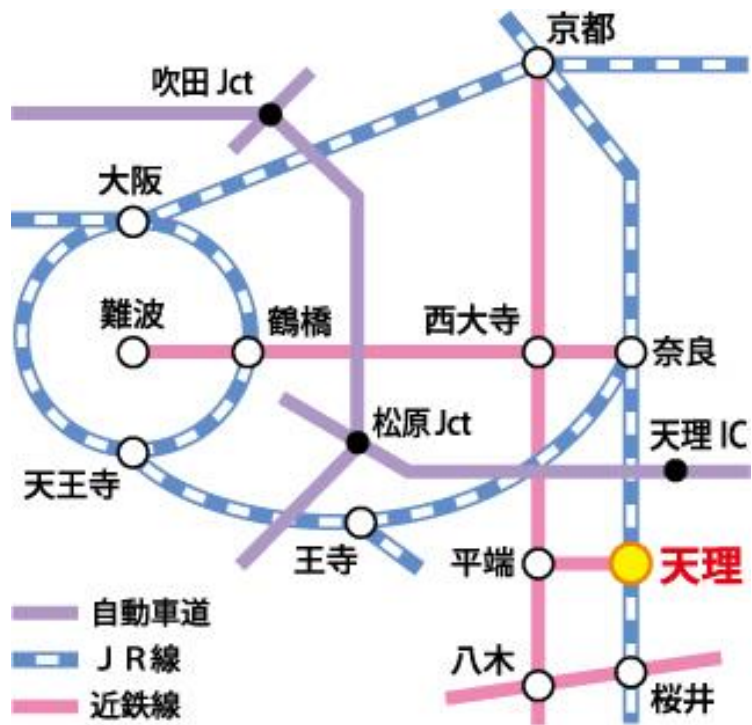 京都
吹田 Jct
大阪
難波
鶴橋
西大寺
奈良
松原 Jct
天理 IC
天王寺
王寺
平端
天理
自動車道
ＪＲ線
近鉄線
八木
桜井